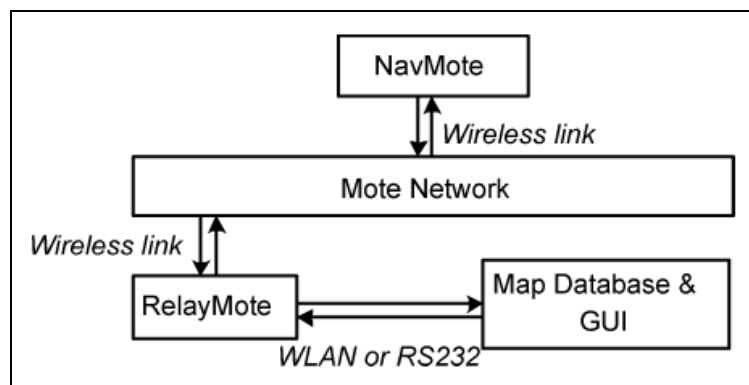 NavMote
Wireless link
Mote Network
Wireless link
RelayMote
Map Database &
GUI
WLAN or RS232